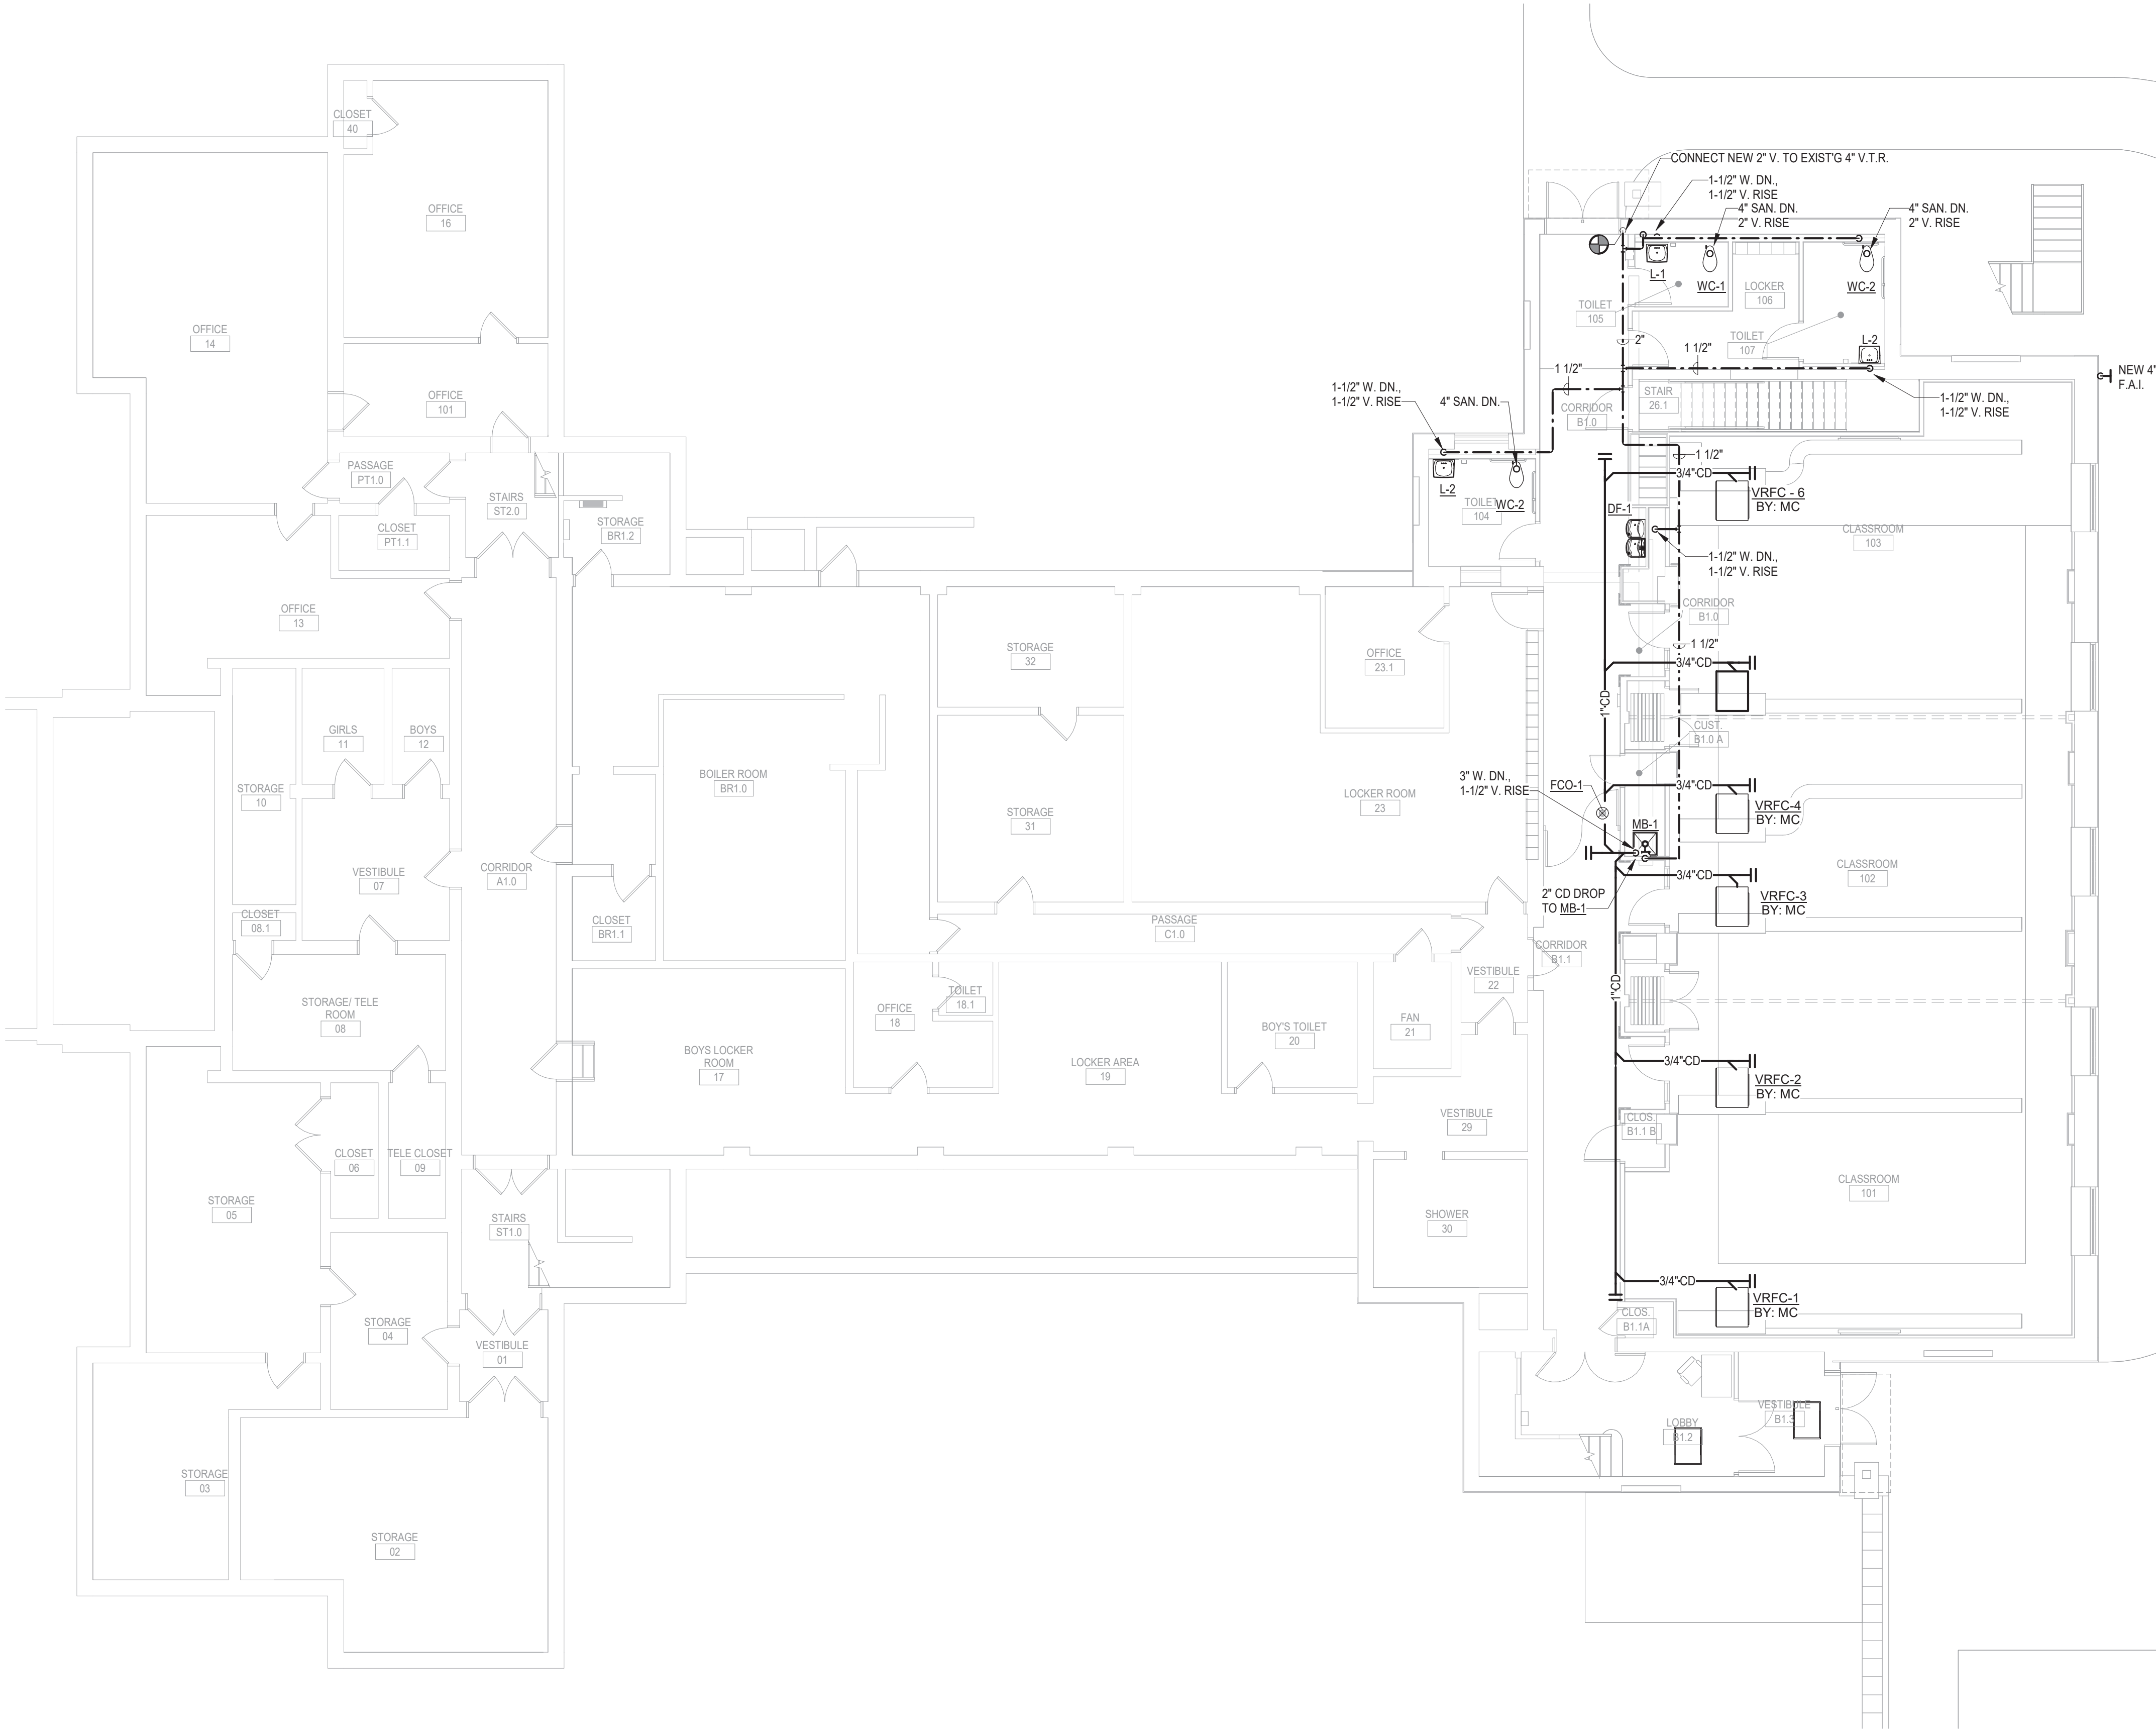 CLOSET
40
OFFICE
16
OFFICE
14
OFFICE
101
PASSAGE
PT1.0
STAIRS
ST2.0
CLOSET
PT1.1
STORAGE
BR1.2
OFFICE
13
STORAGE
10
GIRLS
11
BOYS
12
VESTIBULE
07
CORRIDOR
A1.0
CLOSET
08.1
STORAGE/ TELE
ROOM
08
CLOSET
06
TELE CLOSET
09
STORAGE
05
STAIRS
ST1.0
STORAGE
04
VESTIBULE
01
STORAGE
03
STORAGE
02
BOILER ROOM
BR1.0
CLOSET
BR1.1
STORAGE
32
STORAGE
31
OFFICE
23.1
LOCKER ROOM
23
PASSAGE
C1.0
OFFICE
18
TOILET
18.1
BOYS LOCKER
ROOM
17
LOCKER AREA
19
BOY'S TOILET
20
FAN
21
VESTIBULE
22
VESTIBULE
29
SHOWER
30
CORRIDOR
B1.1
CONNECT NEW 2" V. TO EXIST'G 4" V.T.R.
1-1/2" W. DN.,
1-1/2" V. RISE
4" SAN. DN.
2" V. RISE
4" SAN. DN.
2" V. RISE
L-1
WC-1
LOCKER
106
WC-2
TOILET
105
TOILET
107
L-2
2"
1 1/2"
1 1/2"
NEW 4"
F.A.I.
1-1/2" W. DN.,
1-1/2" V. RISE
4" SAN. DN.
STAIR
26.1
CORRIDOR
B1.0
1-1/2" W. DN.,
1-1/2" V. RISE
L-2
TOILET
104
WC-2
1 1/2"
3/4"CD
VRFC - 6
BY: MC
DF-1
CLASSROOM
103
1-1/2" W. DN.,
1-1/2" V. RISE
CORRIDOR
B1.0
1 1/2"
3/4"CD
1"CD
CUST.
B1.0 A
3" W. DN.,
1-1/2" V. RISE
FCO-1
3/4"CD
VRFC-4
BY: MC
MB-1
CLASSROOM
102
3/4"CD
VRFC-3
BY: MC
2" CD DROP
TO MB-1
1"CD
3/4"CD
VRFC-2
BY: MC
CLOS.
B1.1 B
CLASSROOM
101
3/4"CD
VRFC-1
BY: MC
CLOS.
B1.1A
VESTIBULE
B1.3
LOBBY
B1.2